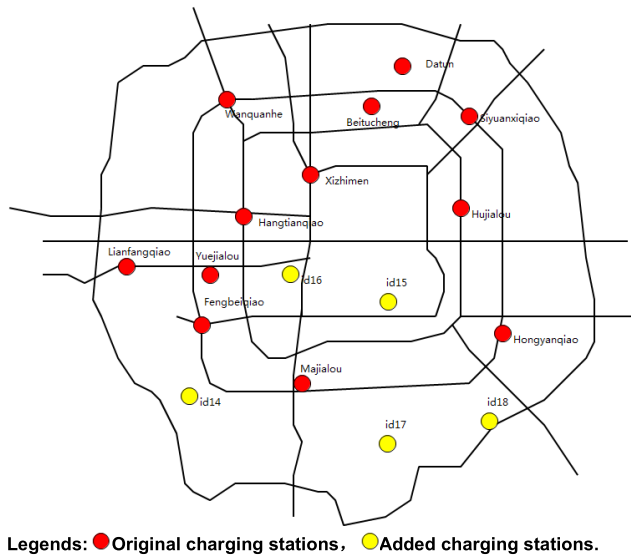 Datun
Wanquanhe
Beitucheng
Siyuanxiqiao
Xizhimen
Hangtianqiao
Hujialou
Lianfangqiao
Yuejialou
id16
id15
Fengbeiqiao
Hongyanqiao
Majialou
id14
id18
id17
Legends: Original charging stations， Added charging stations.